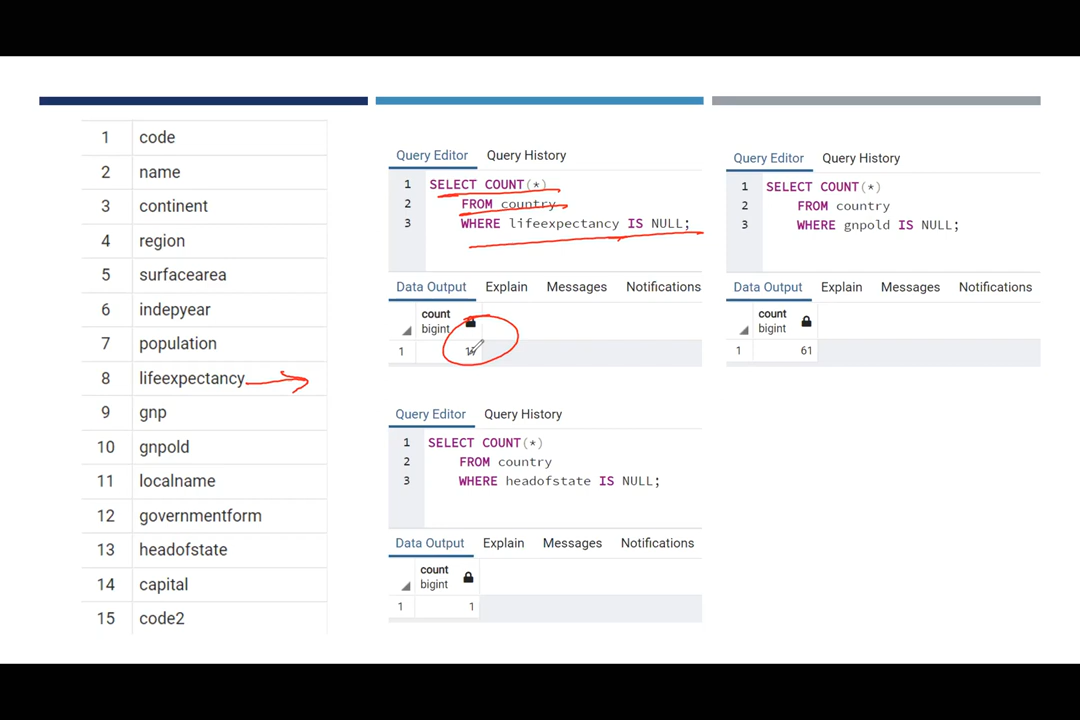 1 code
2 name
3 continent
4 region
5 surfacearea
6 indepyear
7 population
8 lifeexpectancy
9 gnp
10 gnpold
11 localname
12 governmentform
13 headofstate
14 capital
15 code2
Query Editor Query History
1 SELECT COUNT(*)
2 FROM country
3 WHERE lifeexpectancy IS NULL;
Data Output Explain Messages Notifications
count
bigint
1
Query Editor Query History
1 SELECT COUNT(*)
2 FROM country
3 WHERE headofstate IS NULL;
Data Output Explain Messages Notifications
count
bigint
1 1
Query Editor Query History
1 SELECT COUNT(*)
2 FROM country
3 WHERE gnpold IS NULL;
Data Output Explain Messages Notifications
count
bigint
1 61